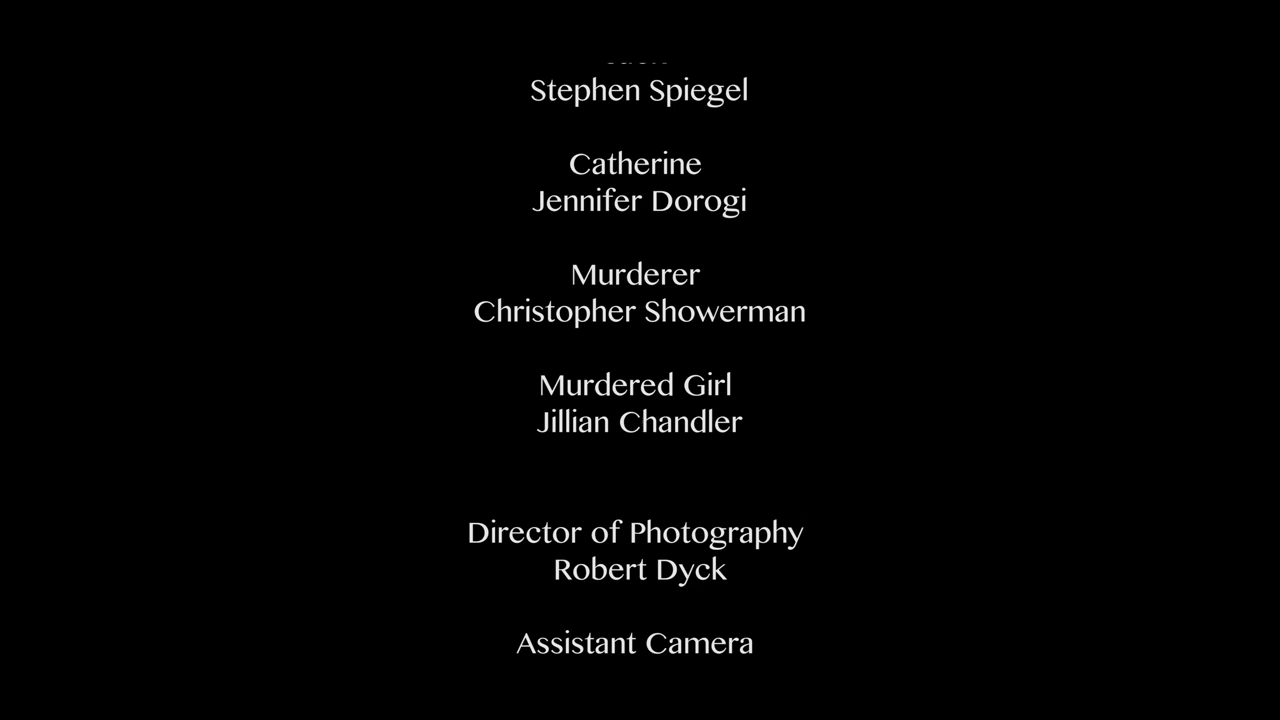 Stephen Spiegel
Catherine
Jennifer Dorogi
Murderer
Christopher Showerman
Murdered Girl
Jillian Chandler
Director of Photography
Robert Dyck
Assistant Camera